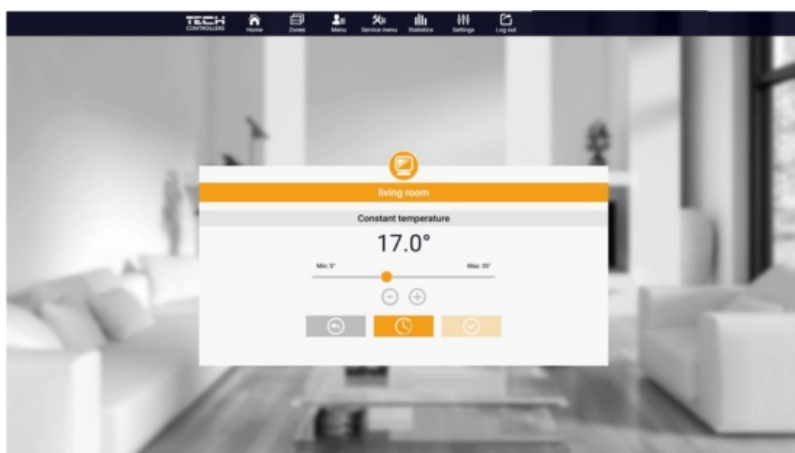 TECH
CONTROLLERS
Home Zones Menu Service menu Statistics Settings Log out
living room
Constant temperature
17.0°
Min: 5° Max: 35°